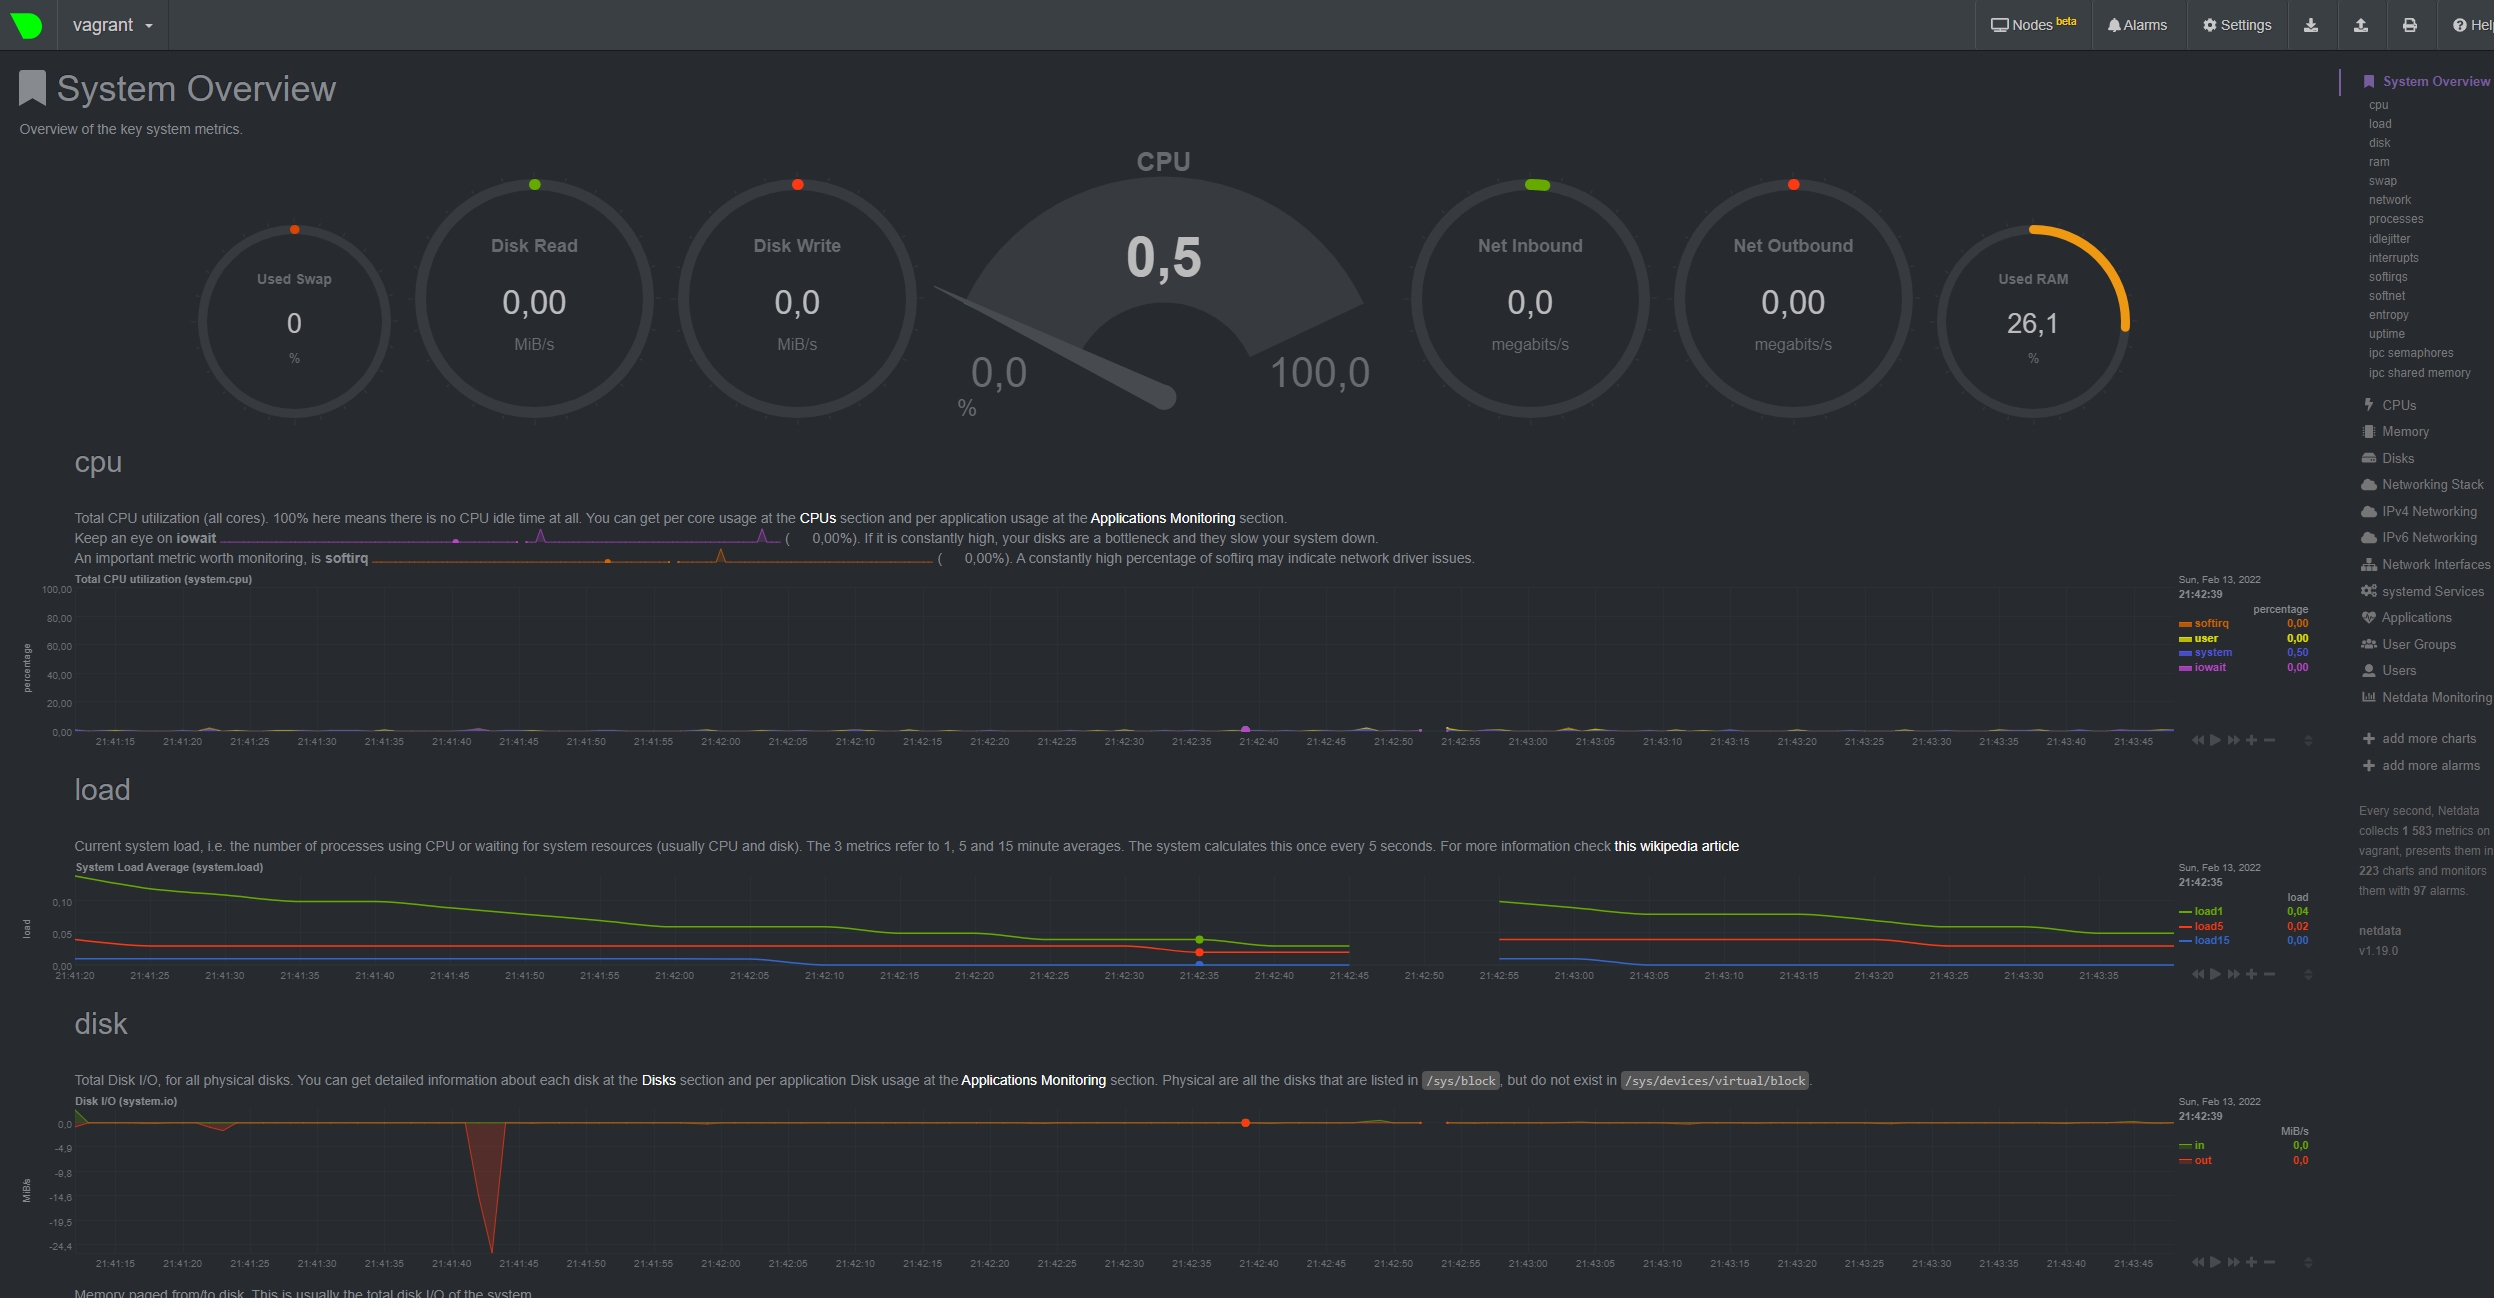 vagrant
Nodes beta
Alarms
Settings
System Overview
Overview of the key system metrics.
Used Swap
0
%
Disk Read
0,00
MiB/s
Disk Write
0,0
MiB/s
CPU
0,5
0,0
100,0
%
Net Inbound
0,0
megabits/s
Net Outbound
0,00
megabits/s
Used RAM
26,1
%
cpu
Total CPU utilization (all cores). 100% here means there is no CPU idle time at all. You can get per core usage at the CPUs section and per application usage at the Applications Monitoring section.
Keep an eye on iowait ( 0,00%). If it is constantly high, your disks are a bottleneck and they slow your system down.
An important metric worth monitoring, is softirq ( 0,00%). A constantly high percentage of softirq may indicate network driver issues.
Total CPU utilization (system.cpu)
percentage
100,00
80,00
60,00
40,00
20,00
0,00
21:41:15 21:41:20 21:41:25 21:41:30 21:41:35 21:41:40 21:41:45 21:41:50 21:41:55 21:42:00 21:42:05 21:42:10 21:42:15 21:42:20 21:42:25 21:42:30 21:42:35 21:42:40 21:42:45 21:42:50 21:42:55 21:43:00 21:43:05 21:43:10 21:43:15 21:43:20 21:43:25 21:43:30 21:43:35 21:43:40 21:43:45
Sun, Feb 13, 2022
21:42:39
percentage
softirq 0,00
user 0,00
system 0,50
iowait 0,00
load
Current system load, i.e. the number of processes using CPU or waiting for system resources (usually CPU and disk). The 3 metrics refer to 1, 5 and 15 minute averages. The system calculates this once every 5 seconds. For more information check this wikipedia article
System Load Average (system.load)
load
0,10
0,05
0,00
21:41:20 21:41:25 21:41:30 21:41:35 21:41:40 21:41:45 21:41:50 21:41:55 21:42:00 21:42:05 21:42:10 21:42:15 21:42:20 21:42:25 21:42:30 21:42:35 21:42:40 21:42:45 21:42:50 21:42:55 21:43:00 21:43:05 21:43:10 21:43:15 21:43:20 21:43:25 21:43:30 21:43:35
Sun, Feb 13, 2022
21:42:35
load
load1 0,04
load5 0,02
load15 0,00
disk
Total Disk I/O, for all physical disks. You can get detailed information about each disk at the Disks section and per application Disk usage at the Applications Monitoring section. Physical are all the disks that are listed in /sys/block, but do not exist in /sys/devices/virtual/block.
Disk I/O (system.io)
MiB/s
0,0
-4,9
-9,8
-14,6
-19,5
-24,4
21:41:15 21:41:20 21:41:25 21:41:30 21:41:35 21:41:40 21:41:45 21:41:50 21:41:55 21:42:00 21:42:05 21:42:10 21:42:15 21:42:20 21:42:25 21:42:30 21:42:35 21:42:40 21:42:45 21:42:50 21:42:55 21:43:00 21:43:05 21:43:10 21:43:15 21:43:20 21:43:25 21:43:30 21:43:35 21:43:40 21:43:45
Sun, Feb 13, 2022
21:42:39
MiB/s
in 0,0
out 0,0
Memory paged from/to disk. This is usually the total disk I/O of the system.
System Overview
cpu
load
disk
ram
swap
network
processes
idlejitter
interrupts
softirqs
softnet
entropy
uptime
ipc semaphores
ipc shared memory
CPUs
Memory
Disks
Networking Stack
IPv4 Networking
IPv6 Networking
Network Interfaces
systemd Services
Applications
User Groups
Users
Netdata Monitoring
add more charts
add more alarms
Every second, Netdata
collects 1 583 metrics on
vagrant, presents them in
223 charts and monitors
them with 97 alarms.
netdata
v1.19.0